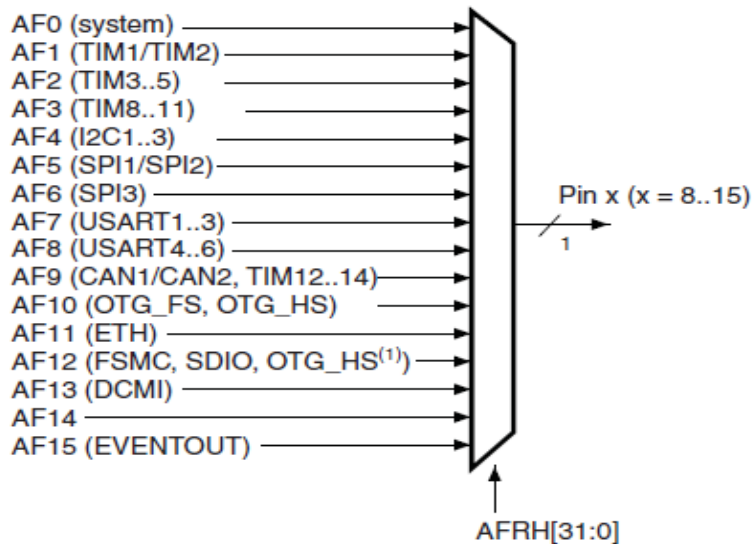 AF0 (system)
AF1 (TIM1/TIM2)
AF2 (TIM3..5)
AF3 (TIM8..11)
AF4 (I2C1..3)
AF5 (SPI1/SPI2)
AF6 (SPI3)
AF7 (USART1..3)
AF8 (USART4..6)
AF9 (CAN1/CAN2, TIM12..14)
AF10 (OTG_FS, OTG_HS)
AF11 (ETH)
AF12 (FSMC, SDIO, OTG_HS(1))
AF13 (DCMI)
AF14
AF15 (EVENTOUT)
Pin x (x = 8..15)
1
AFRH[31:0]